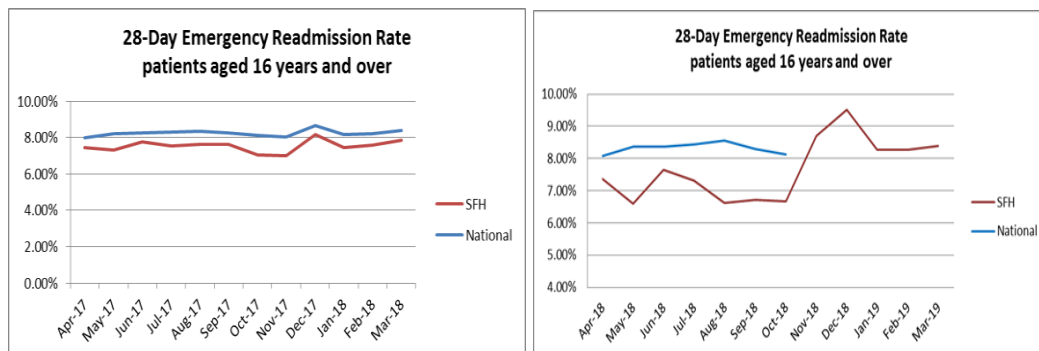 28-Day Emergency Readmission Rate
patients aged 16 years and over
10.00%
8.00%
6.00%
4.00%
2.00%
0.00%
SFH
National
Apr-17
May-17
Jun-17
Jul-17
Aug-17
Sep-17
Oct-17
Nov-17
Dec-17
Jan-18
Feb-18
Mar-18
28-Day Emergency Readmission Rate
patients aged 16 years and over
10.00%
9.00%
8.00%
7.00%
6.00%
5.00%
4.00%
SFH
National
Apr-18
May-18
Jun-18
Jul-18
Aug-18
Sep-18
Oct-18
Nov-18
Dec-18
Jan-19
Feb-19
Mar-19